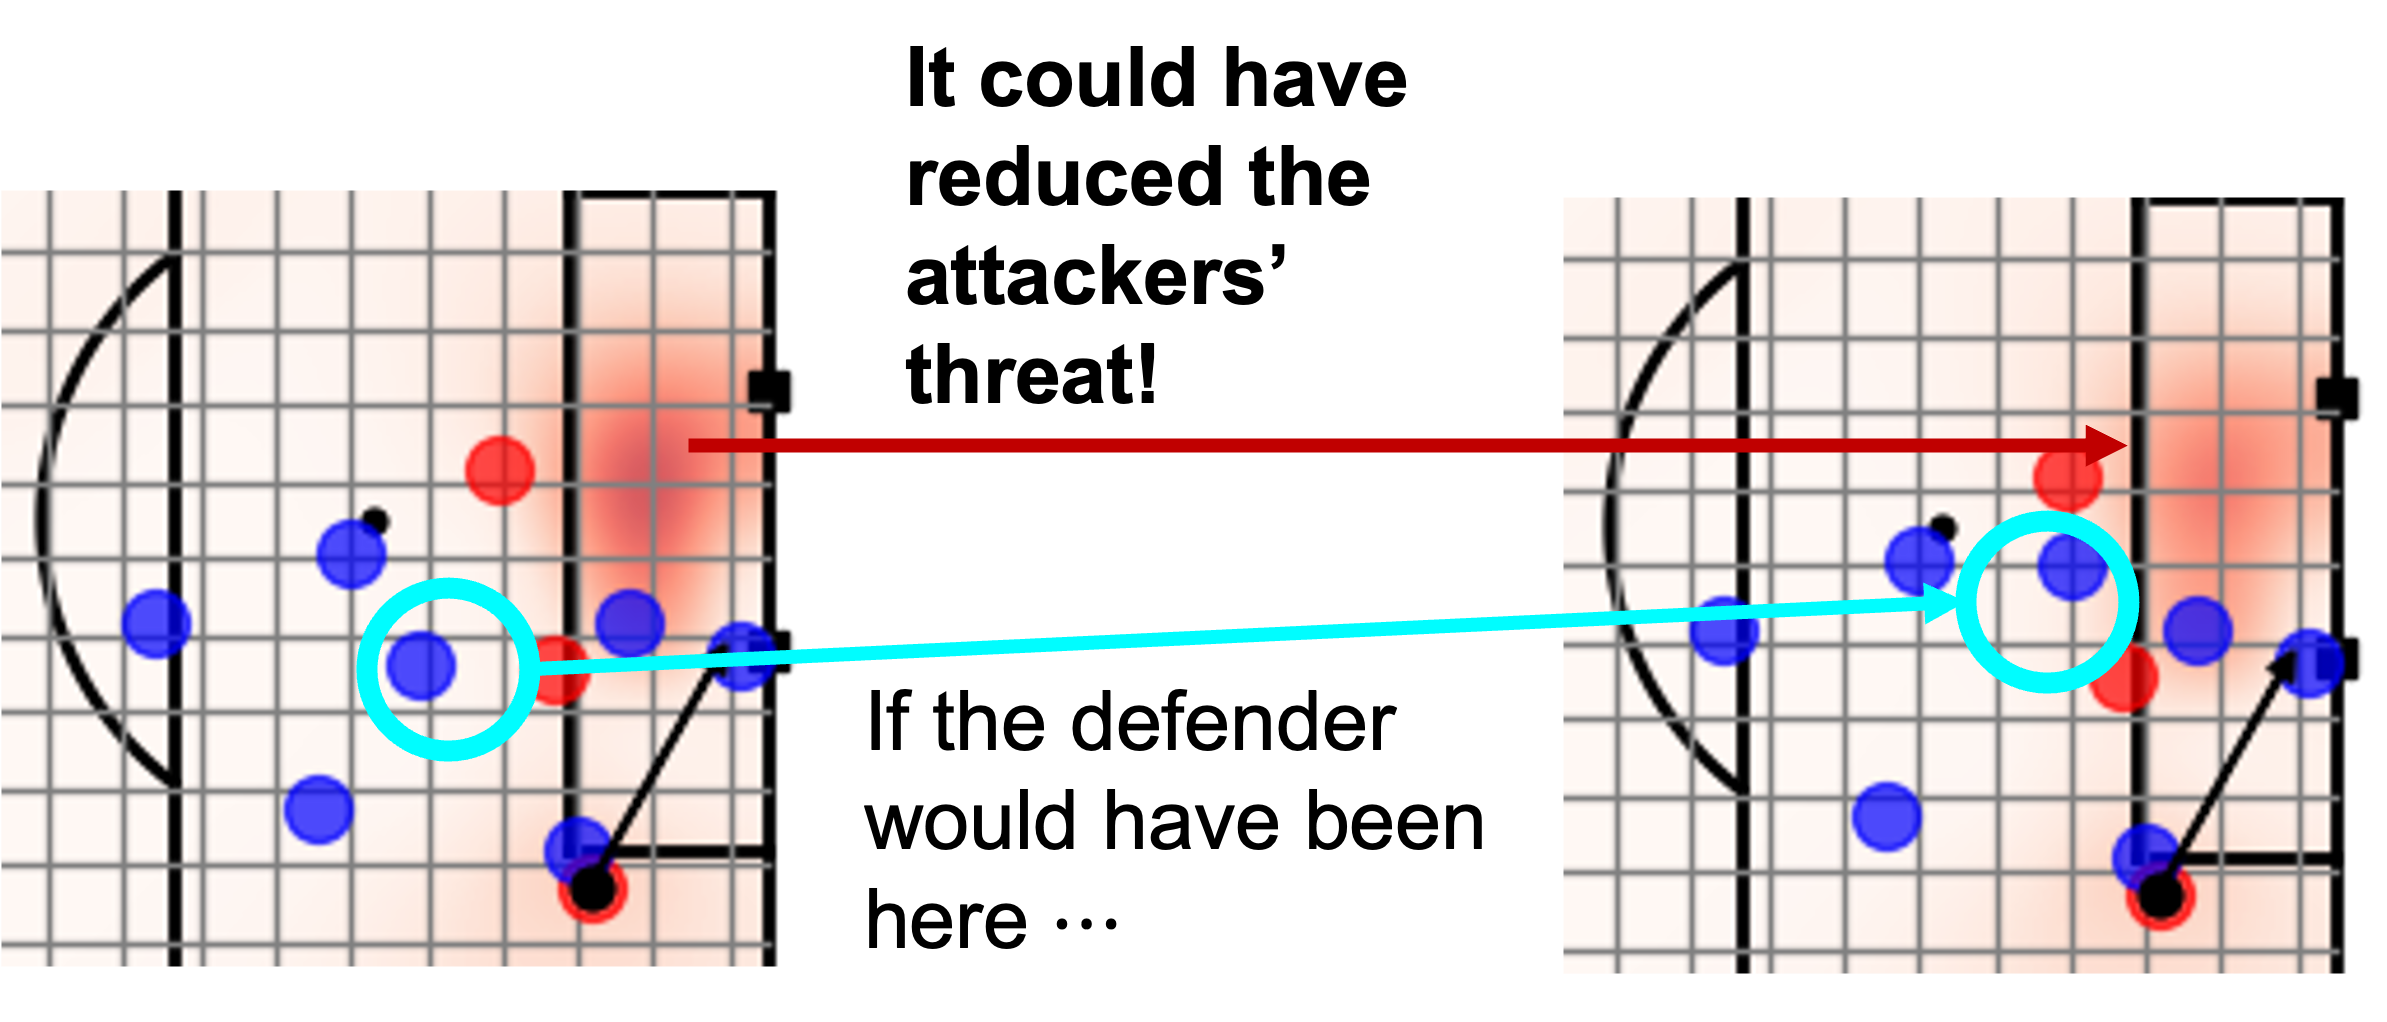 It could have
reduced the
attackers’
threat!
If the defender
would have been
here ⋯